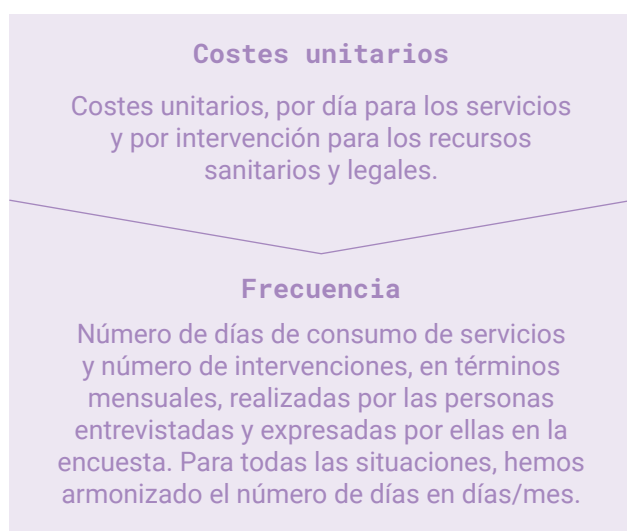 Costes unitarios
Costes unitarios, por día para los servicios
y por intervención para los recursos
sanitarios y legales.
Frecuencia
Número de días de consumo de servicios
y número de intervenciones, en términos
mensuales, realizadas por las personas
entrevistadas y expresadas por ellas en la
encuesta. Para todas las situaciones, hemos
armonizado el número de días en días/mes.